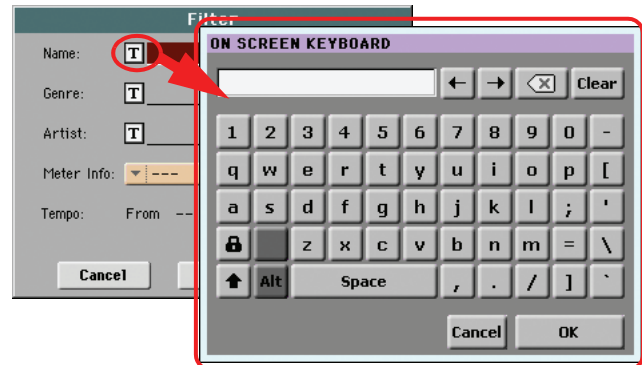 Filter
Name: T
Genre: T
Artist: T
Meter Info: ---
Tempo: From --
Cancel
ON SCREEN KEYBOARD
← → Clear
1 2 3 4 5 6 7 8 9 0 -
q w e r t y u i o p [
a s d f g h j k l ; '
z x c v b n m = \
Alt Space , . / ] `
Cancel OK